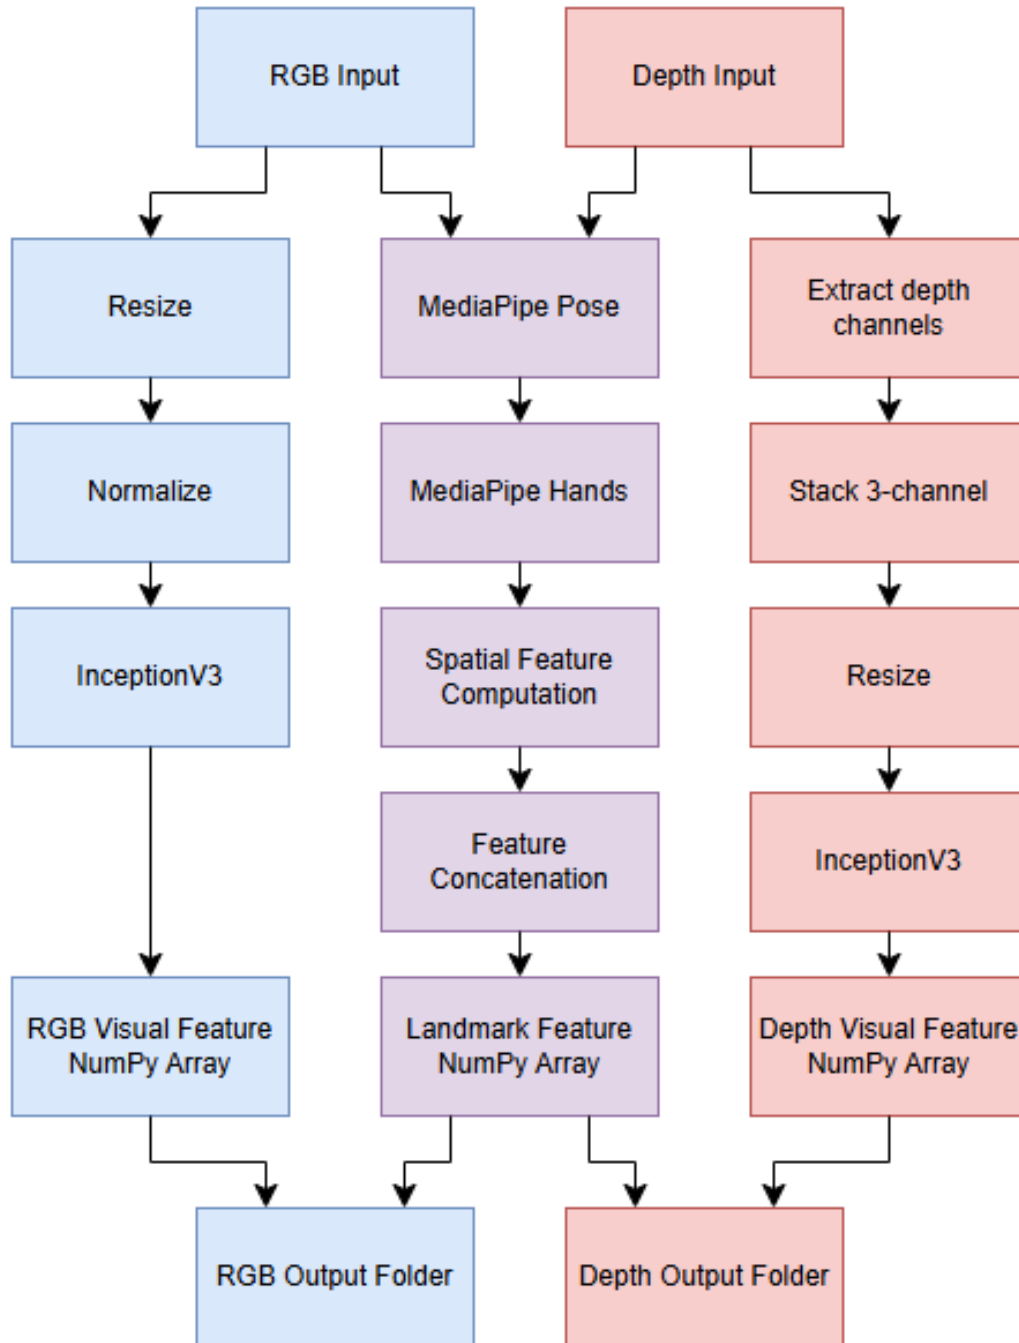 RGB Input
Depth Input
Resize
MediaPipe Pose
Extract depth
channels
Normalize
MediaPipe Hands
Stack 3-channel
InceptionV3
Spatial Feature
Computation
Resize
Feature
Concatenation
InceptionV3
RGB Visual Feature
NumPy Array
Landmark Feature
NumPy Array
Depth Visual Feature
NumPy Array
RGB Output Folder
Depth Output Folder